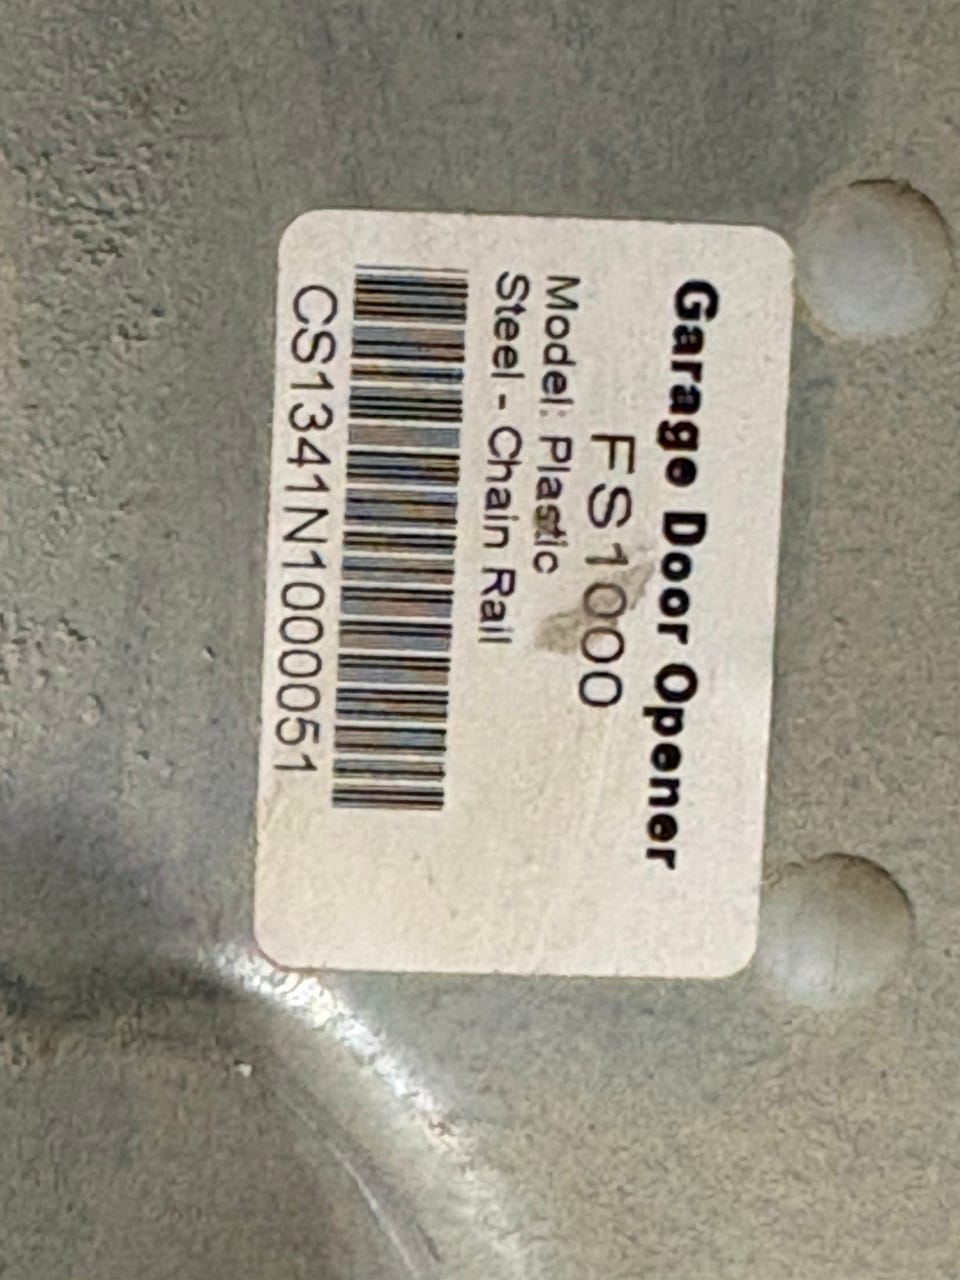 Garage Door Opener
FS1000
Model: Plastic
Steel - Chain Rail
CS1341N1000051